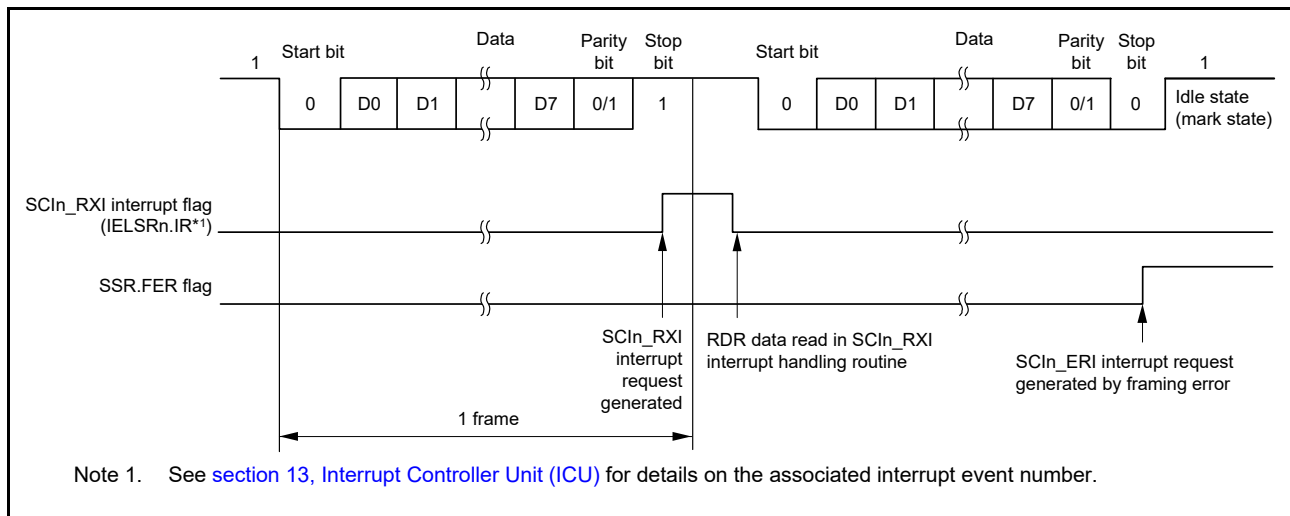 Data Parity Stop Data Parity Stop
1 Start bit bit bit Start bit bit bit 1
0 D0 D1 D7 0/1 1 0 D0 D1 D7 0/1 0 Idle state
(mark state)
SCIn_RXI interrupt flag
(IELSRn.IR*1)
SSR.FER flag
SCIn_RXI
interrupt
request
generated
RDR data read in SCIn_RXI
interrupt handling routine
SCIn_ERI interrupt request
generated by framing error
1 frame
Note 1. See section 13, Interrupt Controller Unit (ICU) for details on the associated interrupt event number.